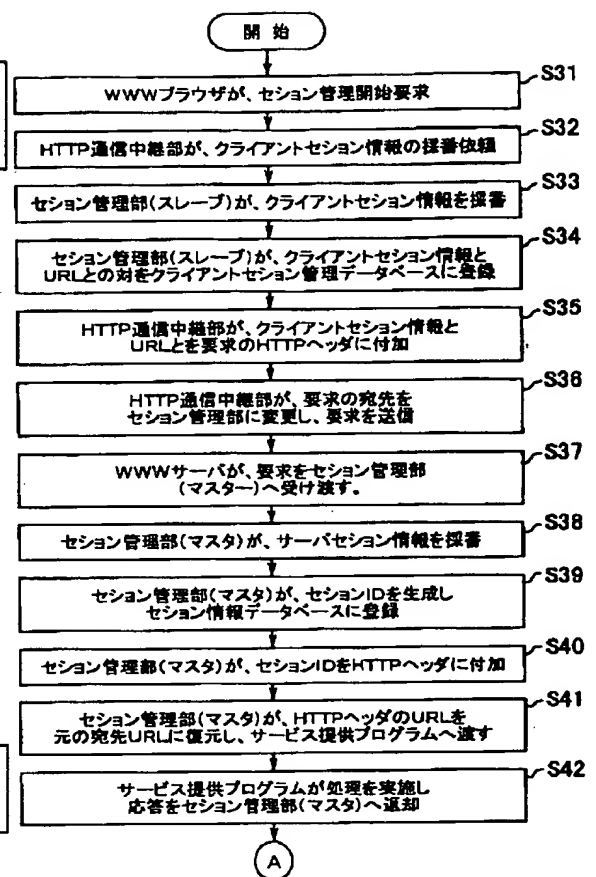 開 始
S31
WWWブラウザが、セション管理開始要求
S32
HTTP通信中継部が、クライアントセション情報の採番依頼
S33
セション管理部(スレーブ)が、クライアントセション情報を採番
S34
セション管理部(スレーブ)が、クライアントセション情報と
URLとの対をクライアントセション管理データベースに登録
S35
HTTP通信中継部が、クライアントセション情報と
URLとを要求のHTTPヘッダに付加
S36
HTTP通信中継部が、要求の宛先を
セション管理部に変更し、要求を送信
S37
WWWサーバが、要求をセション管理部
(マスター)へ受け渡す。
S38
セション管理部(マスタ)が、サーバセション情報を採番
S39
セション管理部(マスタ)が、セションIDを生成し
セション情報データベースに登録
S40
セション管理部(マスタ)が、セションIDをHTTPヘッダに付加
S41
セション管理部(マスタ)が、HTTPヘッダのURLを
元の宛先URLに復元し、サービス提供プログラムへ渡す
S42
サービス提供プログラムが処理を実施し
応答をセション管理部(マスタ)へ返却
A